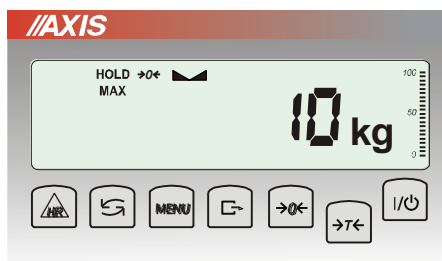 //AXIS
HOLD →0← 100
MAX
50
10 kg
0
HR MENU →0← →T← I/⏻